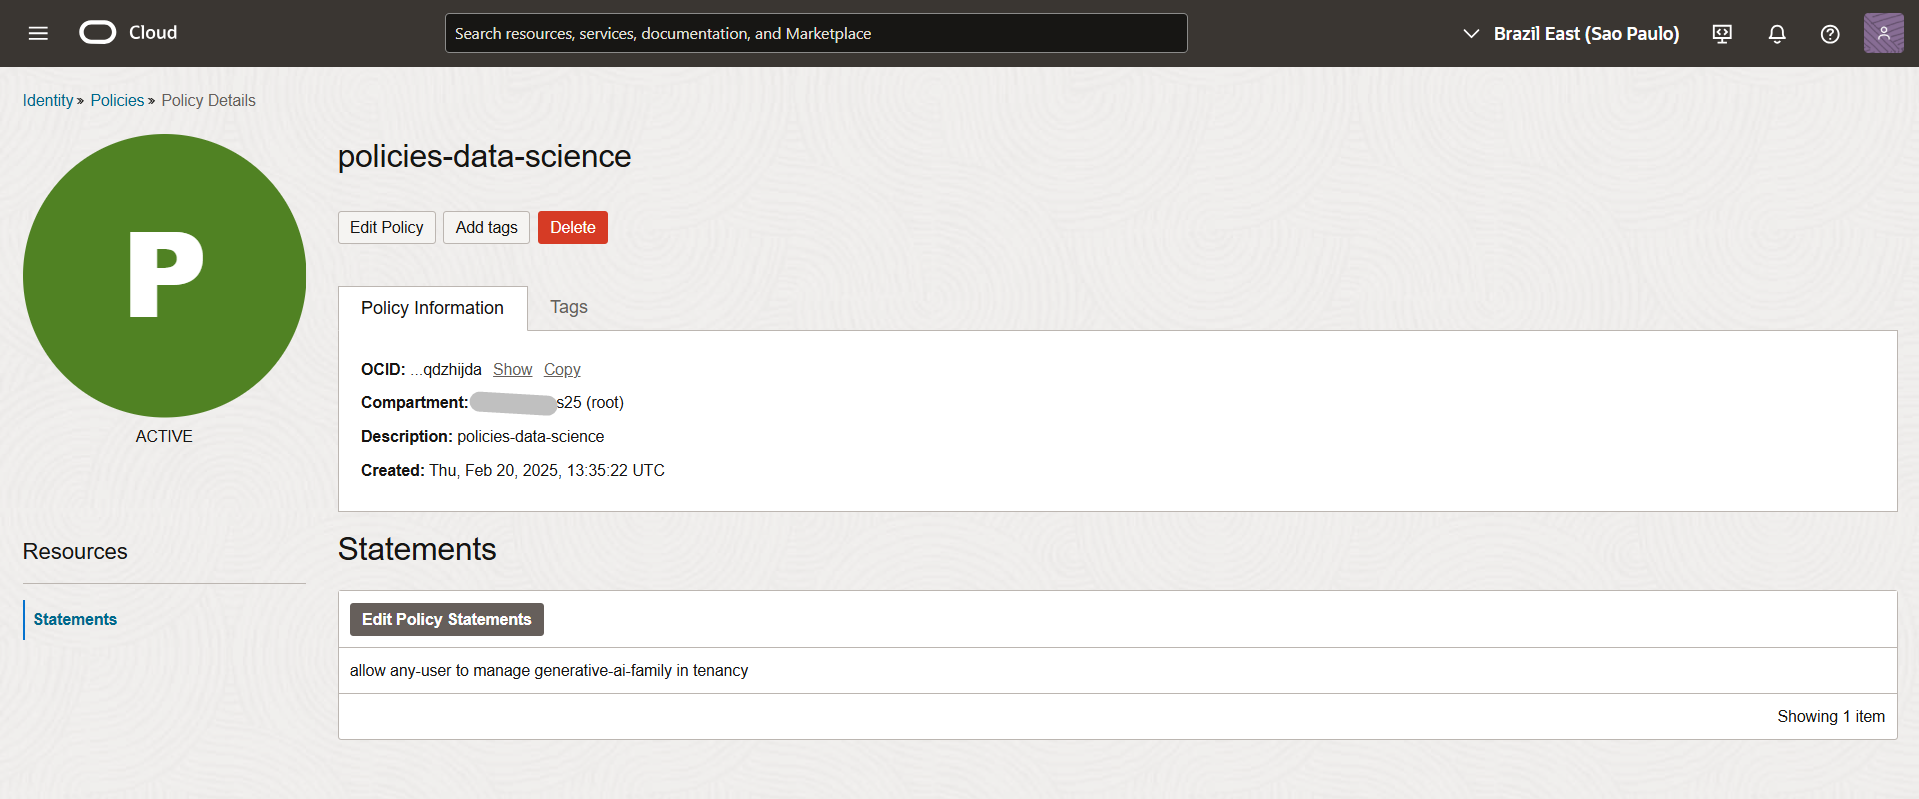 Cloud
Search resources, services, documentation, and Marketplace
Brazil East (Sao Paulo)
Identity » Policies » Policy Details
P
ACTIVE
policies-data-science
Edit Policy
Add tags
Delete
Policy Information
Tags
OCID: ...qdzhijda Show Copy
Compartment: s25 (root)
Description: policies-data-science
Created: Thu, Feb 20, 2025, 13:35:22 UTC
Resources
Statements
Statements
Edit Policy Statements
allow any-user to manage generative-ai-family in tenancy
Showing 1 item